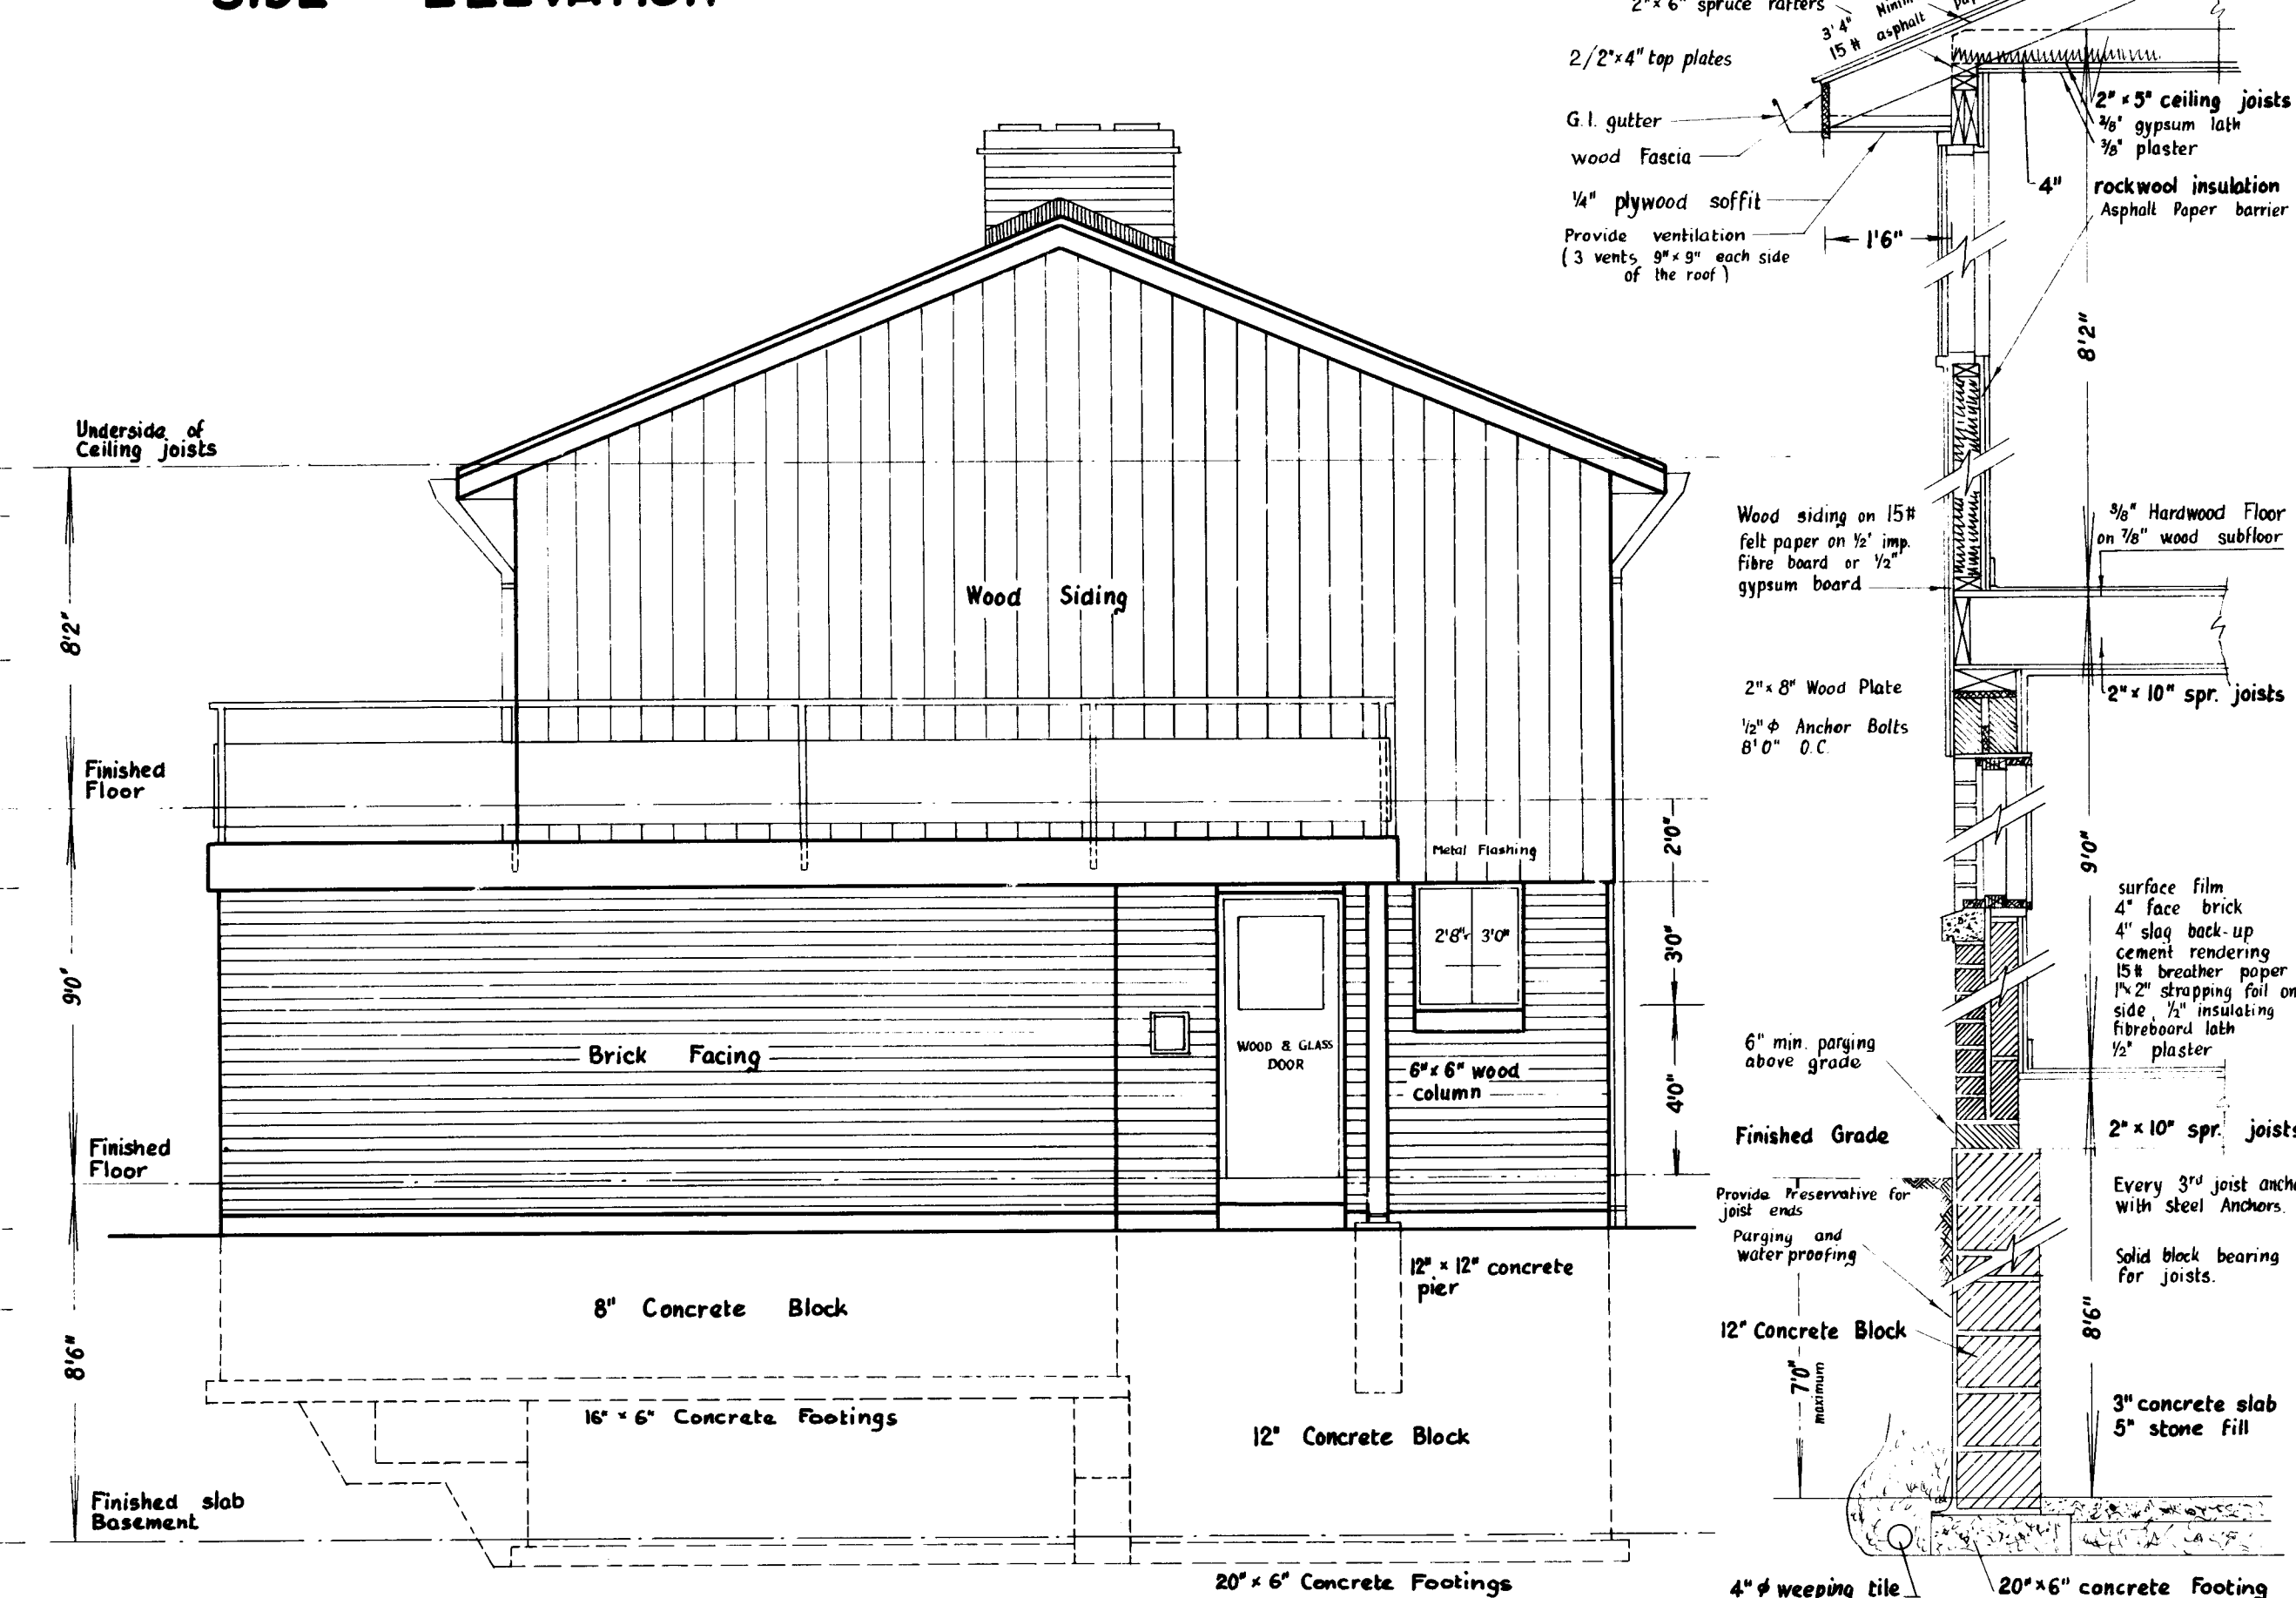 SIDE ELEVATION
Underside of
Ceiling joists
8'2"
Finished
Floor
9'0"
Finished
Floor
8'6"
Finished slab
Basement
Wood Siding
Metal Flashing
2'0"
3'0"
4'0"
2'8" 3'0"
Brick Facing
WOOD & GLASS
DOOR
6" x 6" wood
column
12" x 12" concrete
pier
8" Concrete Block
16" x 6" Concrete Footings
12" Concrete Block
20" x 6" Concrete Footings
2" x 6" spruce rafters
3'4"
15 # asphalt
2/2"x4" top plates
G.I. gutter
wood Fascia
1/4" plywood soffit
Provide ventilation
( 3 vents 9" x 9" each side
of the roof )
1'6"
2" x 5" ceiling joists
3/8" gypsum lath
3/8" plaster
4" rockwool insulation
Asphalt Paper barrier
8'2"
Wood siding on 15#
felt paper on 1/2" imp.
fibre board or 1/2"
gypsum board
3/8" Hardwood Floor
on 7/8" wood subfloor
2" x 8" Wood Plate
1/2" ϕ Anchor Bolts
8'0" O.C.
2" x 10" spr. joists
9'0"
surface film
4" face brick
4" slag back-up
cement rendering
15# breather paper
1"x 2" strapping foil on
side, 1/2" insulating
fibreboard lath
1/2" plaster
6" min. parging
above grade
Finished Grade
2" x 10" spr. joists
Provide Preservative for
joist ends
Every 3rd joist
with steel Anchors.
Parging and
waterproofing
Solid block bearing
for joists.
12" Concrete Block
8'6"
7'0"
maximum
3" concrete slab
5" stone fill
4" ϕ weeping tile
20" x 6" concrete footing